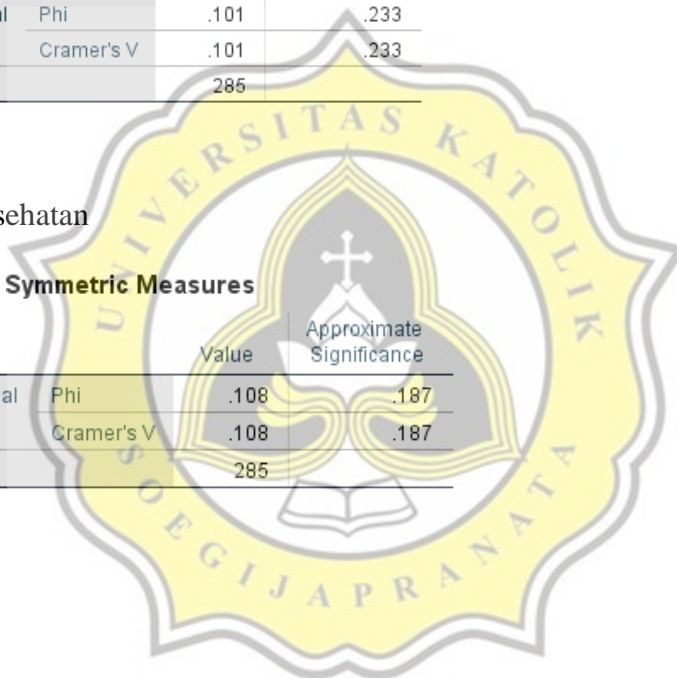 al Phi .101 .233
Cramer's V .101 .233
285
sehatan
Symmetric Measures
Value Approximate Significance
al Phi .108 .187
Cramer's V .108 .187
285
UNIVERSITAS KATOLIK
SOEGIJAPRANATA